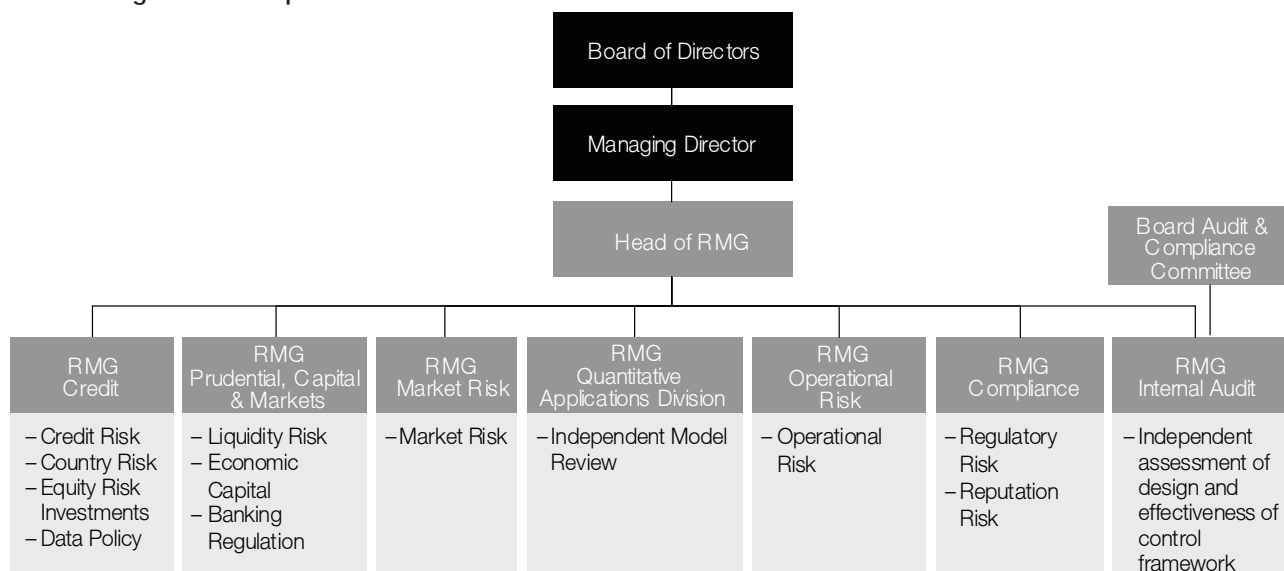 Board of Directors
Managing Director
Head of RMG
Board Audit &
Compliance
Committee
RMG
Credit
– Credit Risk
– Country Risk
– Equity Risk
Investments
– Data Policy
RMG
Prudential, Capital
& Markets
– Liquidity Risk
– Economic
Capital
– Banking
Regulation
RMG
Market Risk
– Market Risk
RMG
Quantitative
Applications Division
– Independent Model
Review
RMG
Operational
Risk
– Operational
Risk
RMG
Compliance
– Regulatory
Risk
– Reputation
Risk
RMG
Internal Audit
– Independent
assessment of
design and
effectiveness of
control
framework